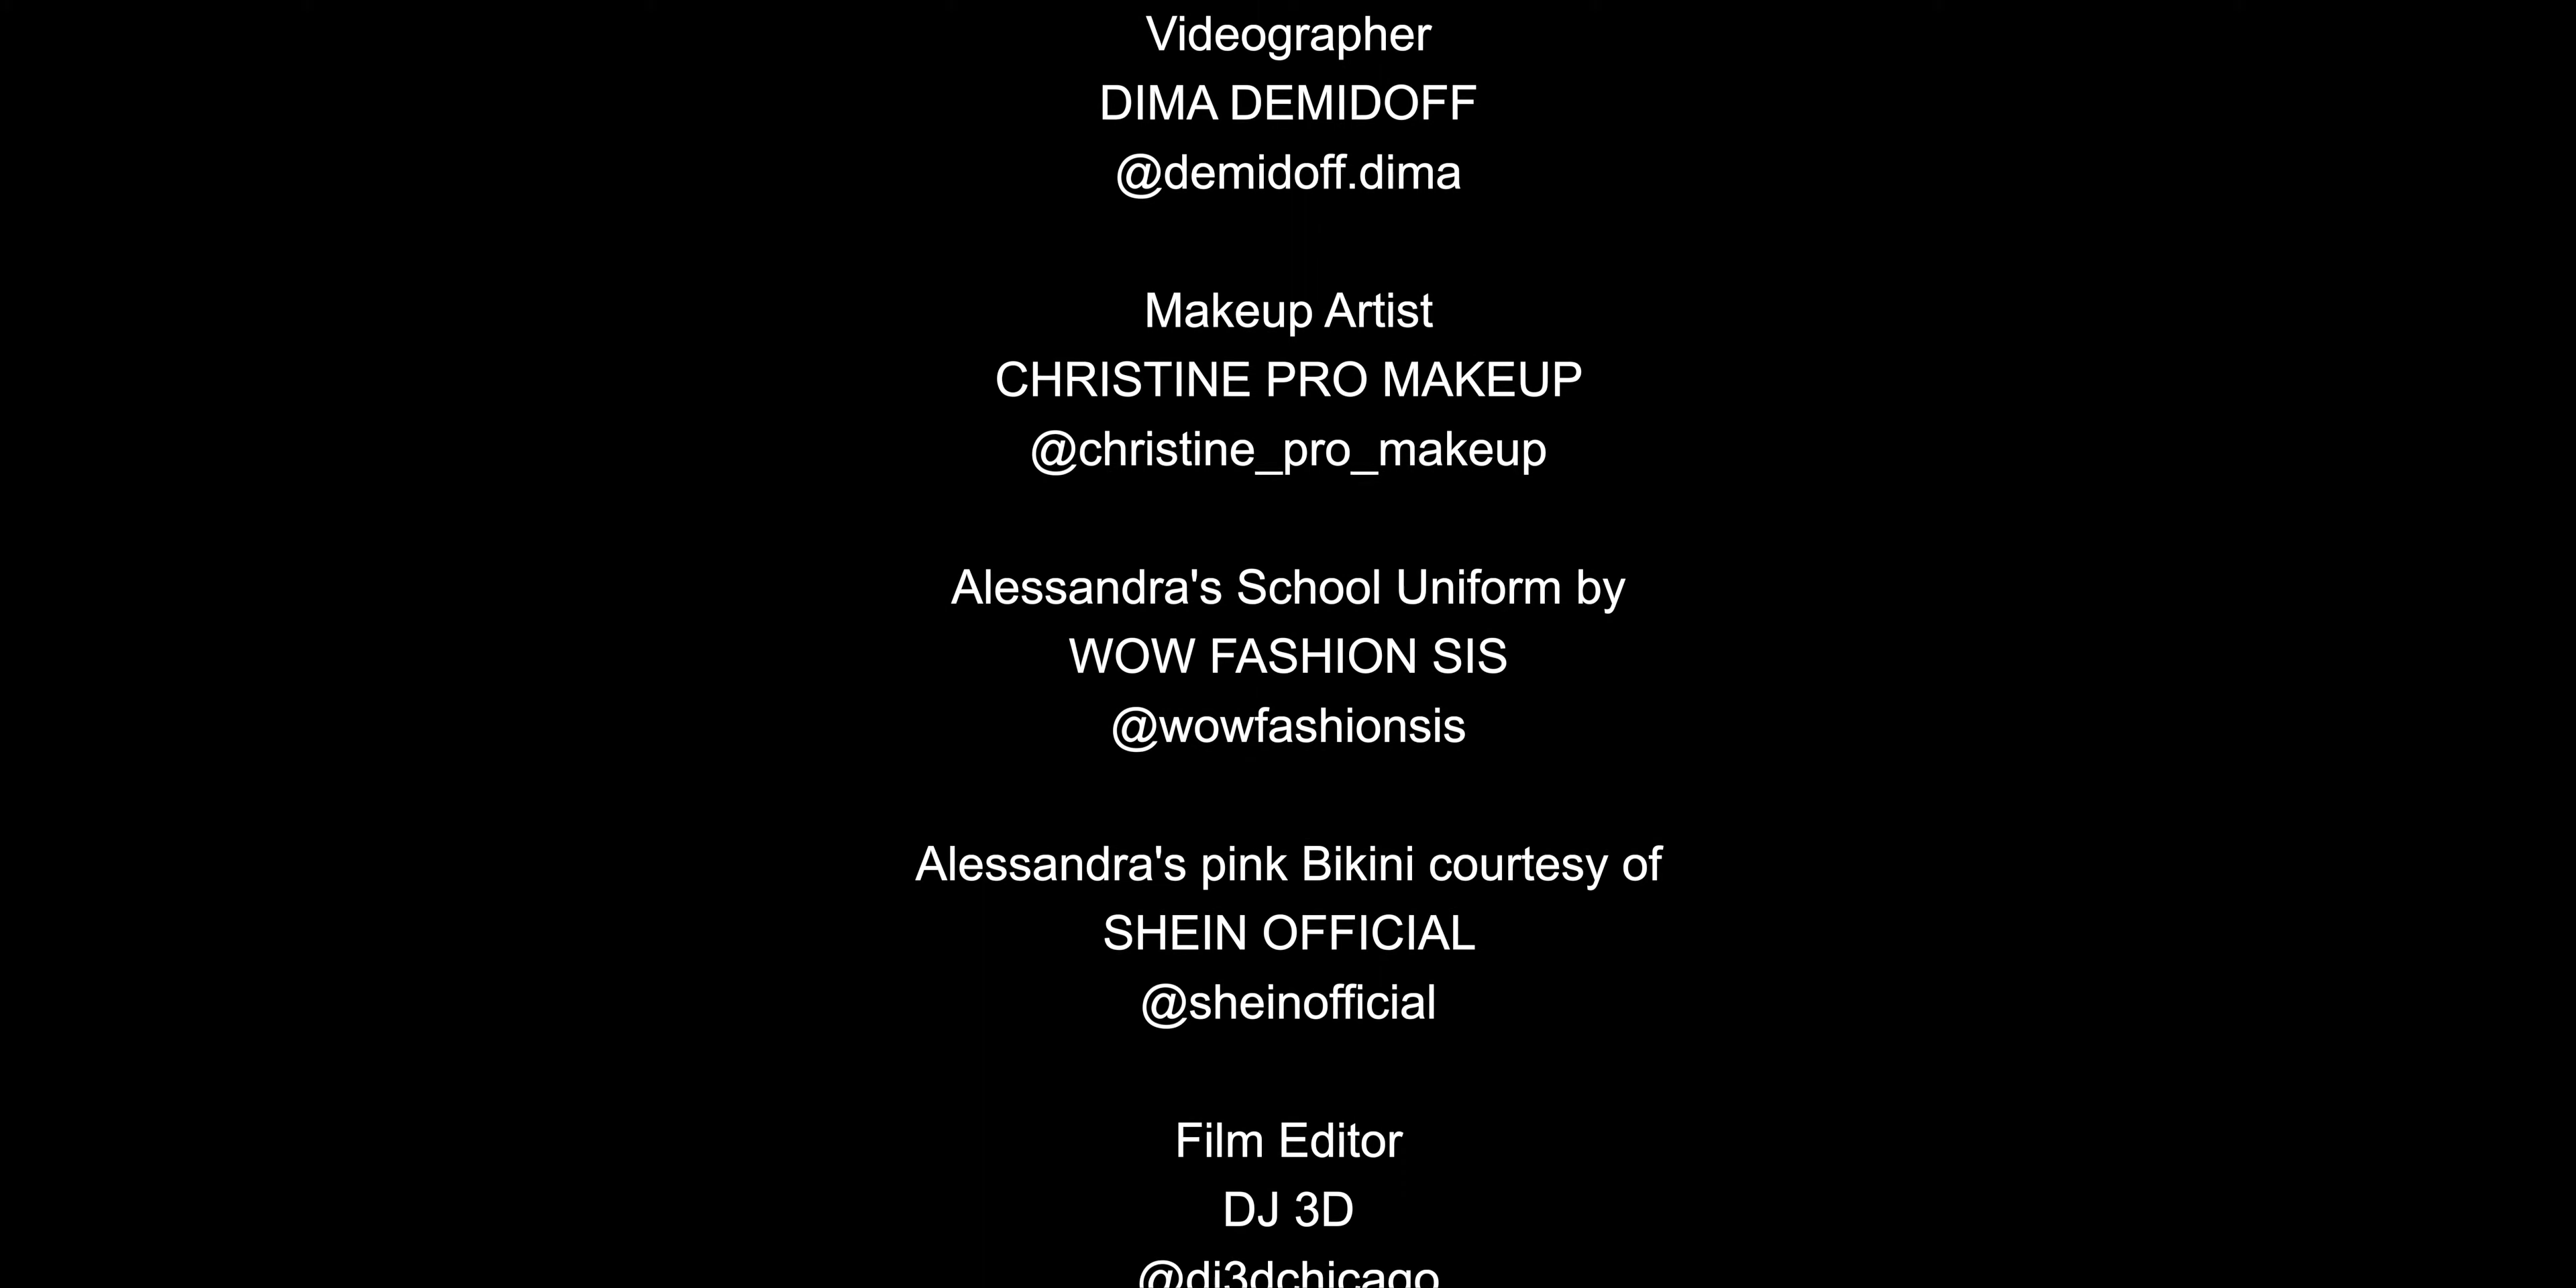 Videographer
DIMA DEMIDOFF
@demidoff.dima
Makeup Artist
CHRISTINE PRO MAKEUP
@christine_pro_makeup
Alessandra's School Uniform by
WOW FASHION SIS
@wowfashionsis
Alessandra's pink Bikini courtesy of
SHEIN OFFICIAL
@sheinofficial
Film Editor
DJ 3D
@dj3dchicago